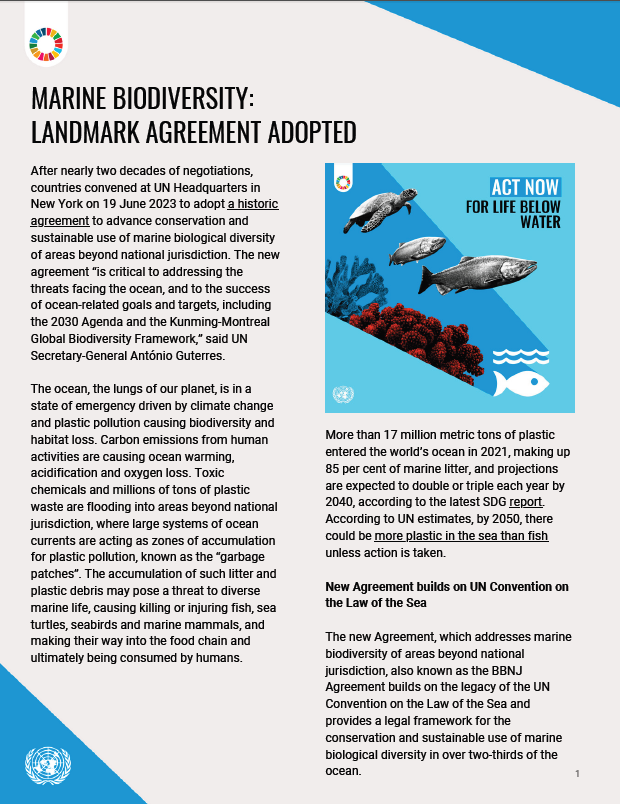 MARINE BIODIVERSITY:
LANDMARK AGREEMENT ADOPTED
After nearly two decades of negotiations,
countries convened at UN Headquarters in
New York on 19 June 2023 to adopt a historic
agreement to advance conservation and
sustainable use of marine biological diversity
of areas beyond national jurisdiction. The new
agreement “is critical to addressing the
threats facing the ocean, and to the success
of ocean-related goals and targets, including
the 2030 Agenda and the Kunming-Montreal
Global Biodiversity Framework,” said UN
Secretary-General António Guterres.
The ocean, the lungs of our planet, is in a
state of emergency driven by climate change
and plastic pollution causing biodiversity and
habitat loss. Carbon emissions from human
activities are causing ocean warming,
acidification and oxygen loss. Toxic
chemicals and millions of tons of plastic
waste are flooding into areas beyond national
jurisdiction, where large systems of ocean
currents are acting as zones of accumulation
for plastic pollution, known as the “garbage
patches”. The accumulation of such litter and
plastic debris may pose a threat to diverse
marine life, causing killing or injuring fish, sea
turtles, seabirds and marine mammals, and
making their way into the food chain and
ultimately being consumed by humans.
ACT NOW
FOR LIFE BELOW
WATER
More than 17 million metric tons of plastic
entered the world’s ocean in 2021, making up
85 per cent of marine litter, and projections
are expected to double or triple each year by
2040, according to the latest SDG report.
According to UN estimates, by 2050, there
could be more plastic in the sea than fish
unless action is taken.
New Agreement builds on UN Convention on
the Law of the Sea
The new Agreement, which addresses marine
biodiversity of areas beyond national
jurisdiction, also known as the BBNJ
Agreement builds on the legacy of the UN
Convention on the Law of the Sea and
provides a legal framework for the
conservation and sustainable use of marine
biological diversity in over two-thirds of the
ocean.
1